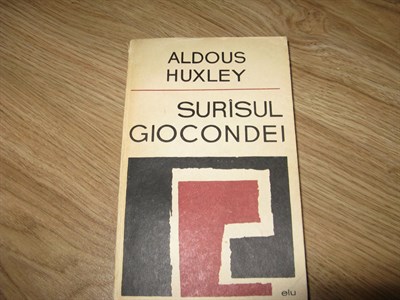 ALDOUS
HUXLEY
SURÎSUL
GIOCONDEI
elu